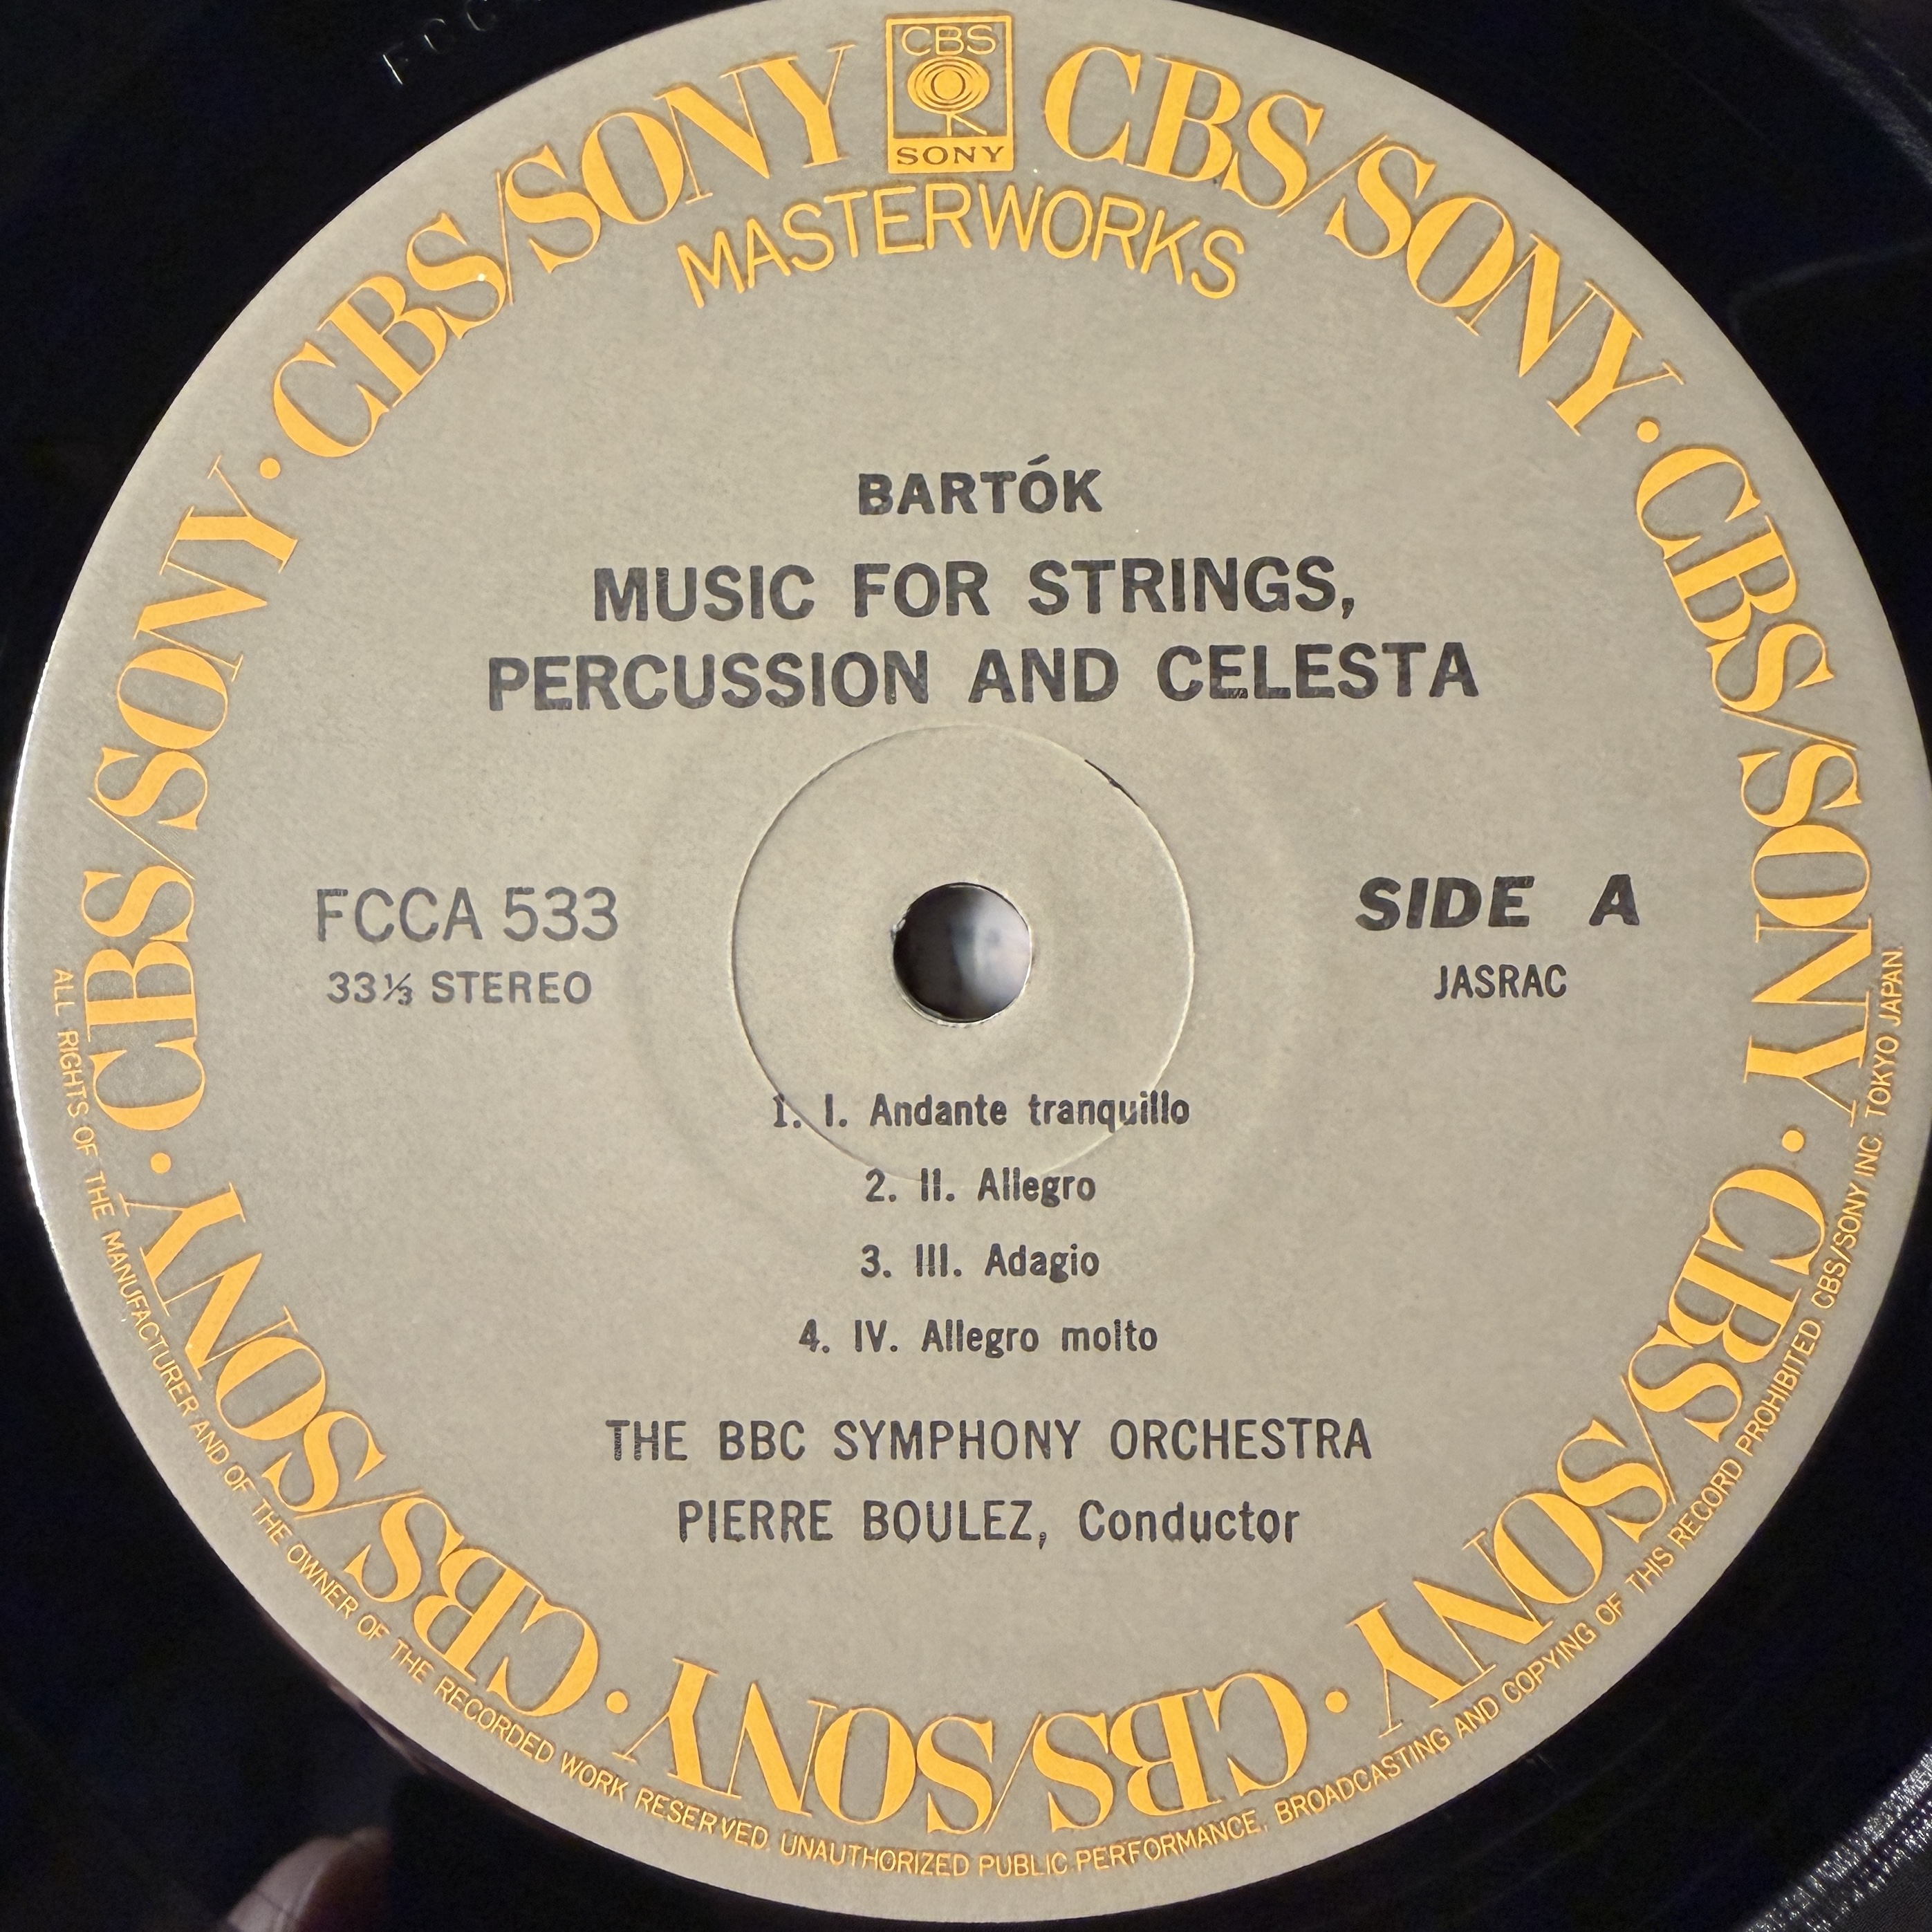 CBS
SONY
CBS/SONY · CBS/SONY · CBS/SONY · CBS/SONY · CBS/SONY · CBS/SONY · CBS/SONY
MASTERWORKS
BARTÓK
MUSIC FOR STRINGS,
PERCUSSION AND CELESTA
FCCA 533
33⅓ STEREO
SIDE A
JASRAC
1. I. Andante tranquillo
2. II. Allegro
3. III. Adagio
4. IV. Allegro molto
THE BBC SYMPHONY ORCHESTRA
PIERRE BOULEZ, Conductor
ALL RIGHTS OF THE MANUFACTURER AND OF THE OWNER OF THE RECORDED WORK RESERVED. UNAUTHORIZED PUBLIC PERFORMANCE, BROADCASTING AND COPYING OF THIS RECORD PROHIBITED. CBS/SONY INC. TOKYO JAPAN.